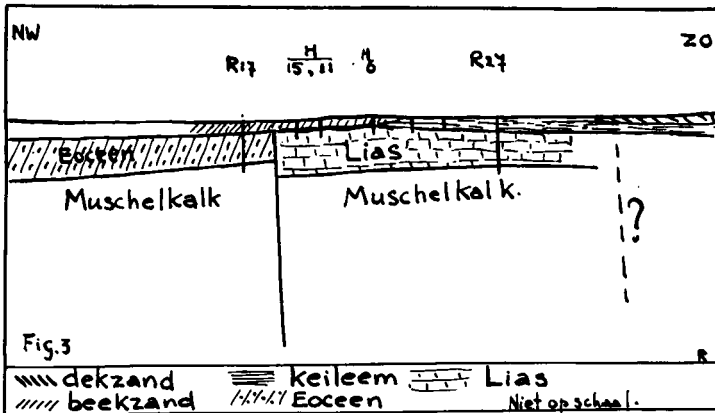 NW ZO
R17 H/15,11 R27
Eoceen Lias
Muschelkalk Muschelkalk.
?
Fig.3 R
dekzand keileem Lias
beekzand Eoceen Niet op schaal.